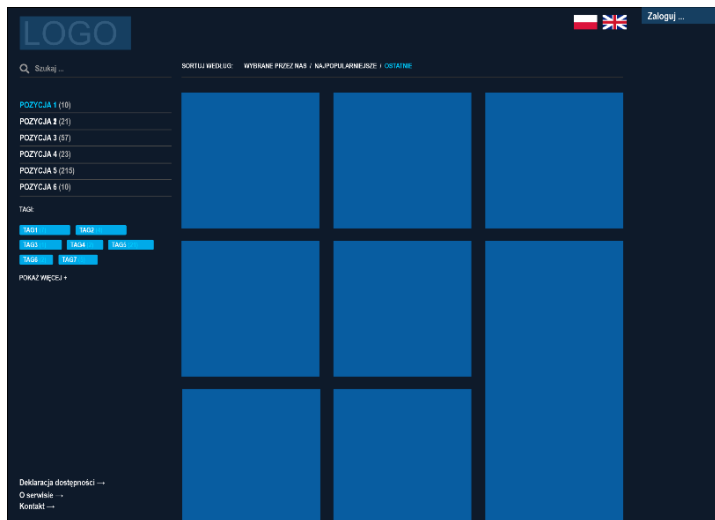 LOGO
Zaloguj ...
Szukaj ...
SORTUJ WEDŁUG: WYBRANE PRZEZ NAS / NAJPOPULARNIEJSZE / OSTATNIE
POZYCJA 1 (10)
POZYCJA 2 (21)
POZYCJA 3 (57)
POZYCJA 4 (23)
POZYCJA 5 (215)
POZYCJA 6 (10)
TAGI:
TAG1 TAG2
TAG3 TAG4 TAG5
TAG6 TAG7
POKAŻ WIĘCEJ +
Deklaracja dostępności →
O serwisie →
Kontakt →